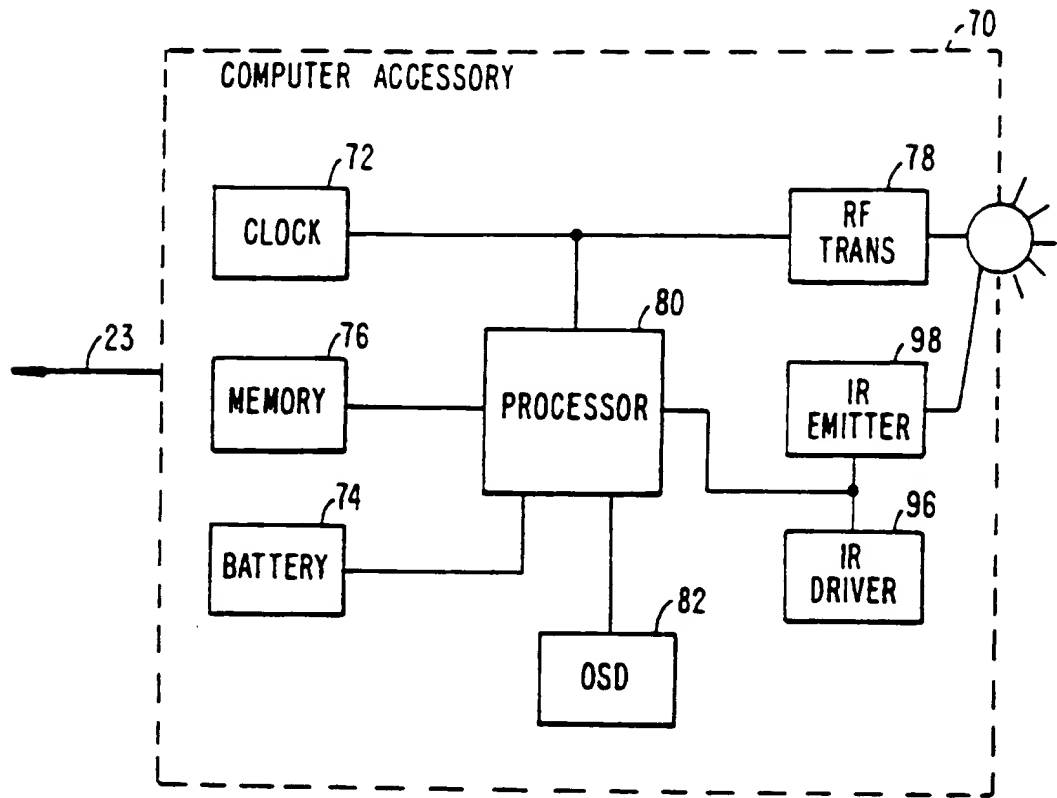 70
COMPUTER ACCESSORY
72
CLOCK
78
RF
TRANS
80
PROCESSOR
23
76
MEMORY
98
IR
EMITTER
74
BATTERY
96
IR
DRIVER
82
OSD